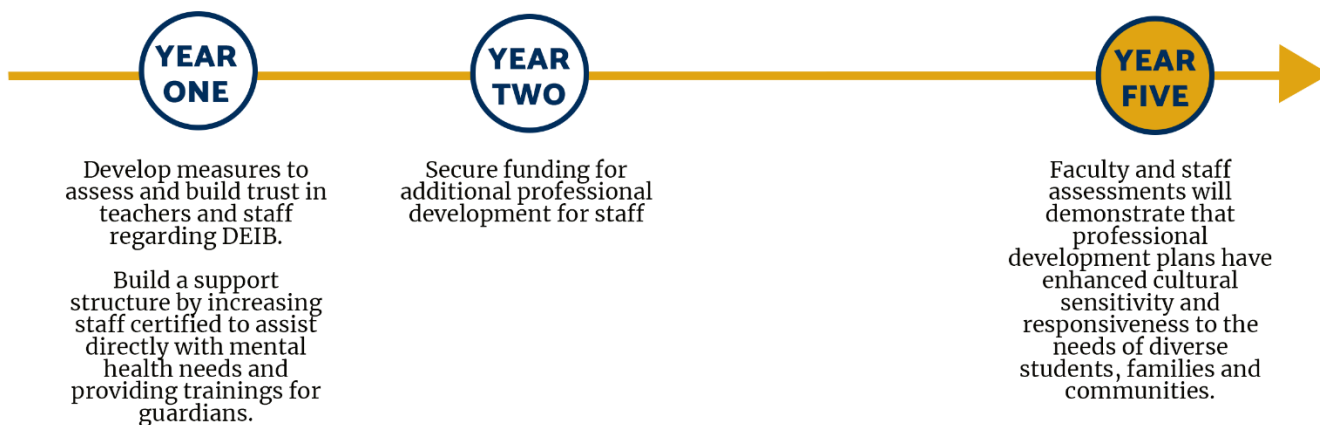 YEAR
ONE
Develop measures to
assess and build trust in
teachers and staff
regarding DEIB.
Build a support
structure by increasing
staff certified to assist
directly with mental
health needs and
providing trainings for
guardians.
YEAR
TWO
Secure funding for
additional professional
development for staff
YEAR
FIVE
Faculty and staff
assessments will
demonstrate that
professional
development plans have
enhanced cultural
sensitivity and
responsiveness to the
needs of diverse
students, families and
communities.